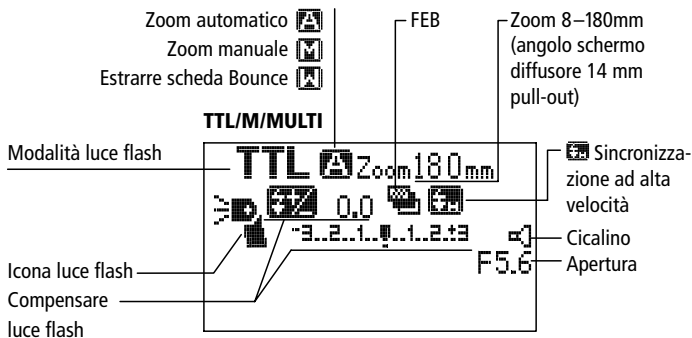 Zoom automatico
Zoom manuale
Estrarre scheda Bounce
FEB
Zoom 8–180mm
(angolo schermo
diffusore 14 mm
pull-out)
TTL/M/MULTI
Modalità luce flash
TTL Zoom 180mm
0.0
-3..2..1..0..1..2.+3
F5.6
Sincronizza-
zione ad alta
velocità
Cicalino
Apertura
Icona luce flash
Compensare
luce flash